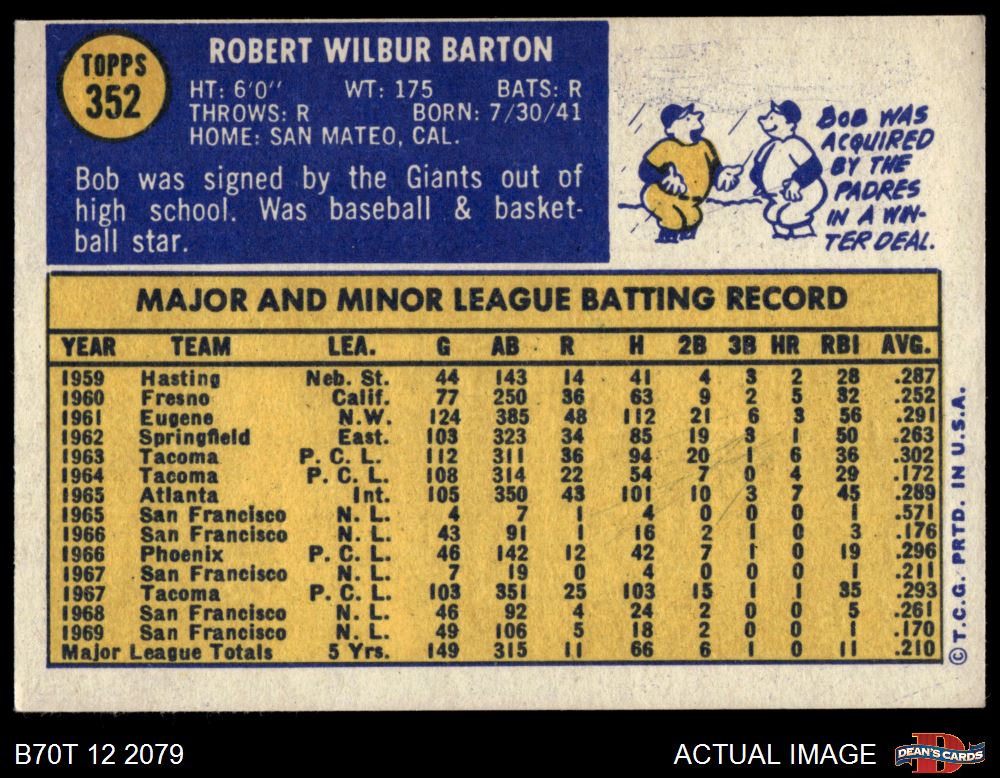 TOPPS
352
ROBERT WILBUR BARTON
HT: 6'0" WT: 175 BATS: R
THROWS: R BORN: 7/30/41
HOME: SAN MATEO, CAL.
Bob was signed by the Giants out of
high school. Was baseball & basket-
ball star.
BOB WAS
ACQUIRED
BY THE
PADRES
IN A WIN-
TER DEAL.
MAJOR AND MINOR LEAGUE BATTING RECORD
YEAR TEAM LEA. G AB R H 2B 3B HR RBI AVG.
1959 Hasting Neb. St. 44 143 14 41 4 3 2 28 .287
1960 Fresno Calif. 77 250 36 63 9 2 5 32 .252
1961 Eugene N.W. 124 385 48 112 21 6 3 56 .291
1962 Springfield East. 103 323 34 85 19 3 1 50 .263
1963 Tacoma P. C. L. 112 311 36 94 20 1 6 36 .302
1964 Tacoma P. C. L. 108 314 22 54 7 0 4 29 .172
1965 Atlanta Int. 105 350 43 101 10 3 7 45 .289
1965 San Francisco N. L. 4 7 1 4 0 0 0 1 .571
1966 San Francisco N. L. 43 91 1 16 2 1 0 3 .176
1966 Phoenix P. C. L. 46 142 12 42 7 1 0 19 .296
1967 San Francisco N. L. 7 19 0 4 0 0 0 1 .211
1967 Tacoma P. C. L. 103 351 25 103 15 1 1 35 .293
1968 San Francisco N. L. 46 92 4 24 2 0 0 5 .261
1969 San Francisco N. L. 49 106 5 18 2 0 0 1 .170
Major League Totals 5 Yrs. 149 315 11 66 6 1 0 11 .210
© T.C.G. PRTD. IN U.S.A.
B70T 12 2079
ACTUAL IMAGE
DEAN'S CARDS